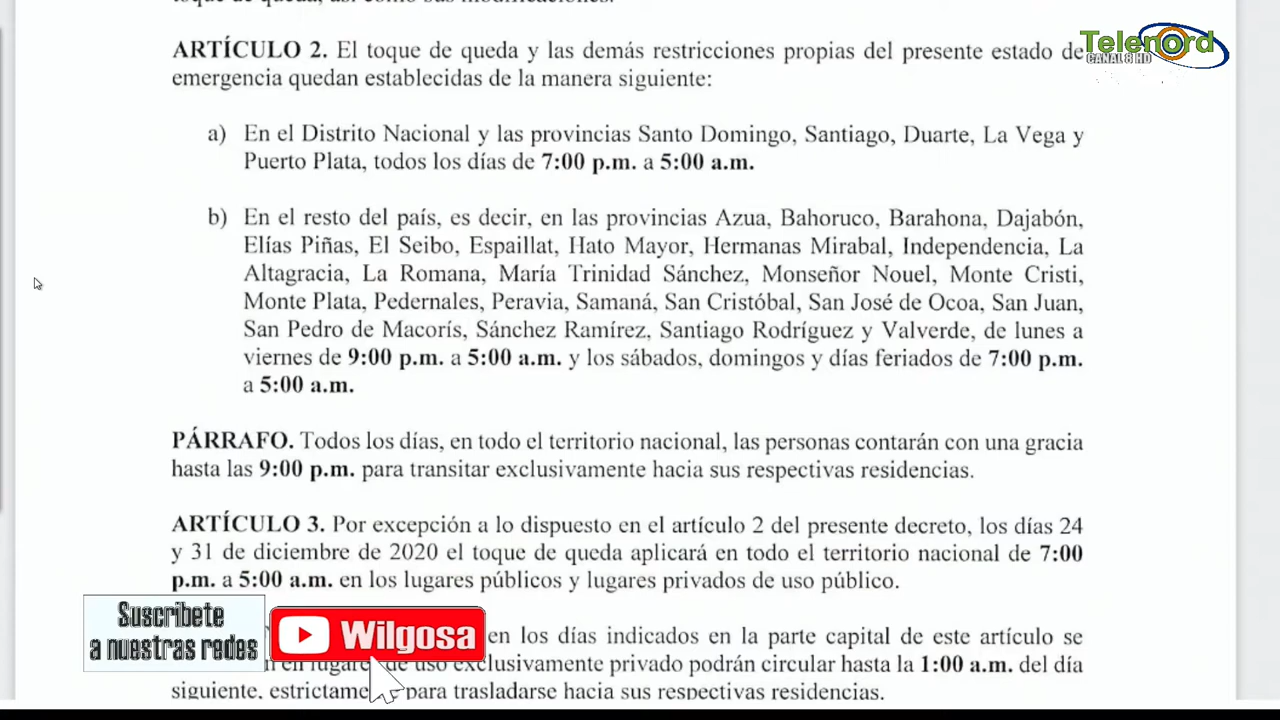 toque de queda, así como sus modificaciones.
Telenord
CANAL 8 HD
ARTÍCULO 2. El toque de queda y las demás restricciones propias del presente estado de
emergencia quedan establecidas de la manera siguiente:
a) En el Distrito Nacional y las provincias Santo Domingo, Santiago, Duarte, La Vega y
Puerto Plata, todos los días de 7:00 p.m. a 5:00 a.m.
b) En el resto del país, es decir, en las provincias Azua, Bahoruco, Barahona, Dajabón,
Elías Piñas, El Seibo, Espaillat, Hato Mayor, Hermanas Mirabal, Independencia, La
Altagracia, La Romana, María Trinidad Sánchez, Monseñor Nouel, Monte Cristi,
Monte Plata, Pedernales, Peravia, Samaná, San Cristóbal, San José de Ocoa, San Juan,
San Pedro de Macorís, Sánchez Ramírez, Santiago Rodríguez y Valverde, de lunes a
viernes de 9:00 p.m. a 5:00 a.m. y los sábados, domingos y días feriados de 7:00 p.m.
a 5:00 a.m.
PÁRRAFO. Todos los días, en todo el territorio nacional, las personas contarán con una gracia
hasta las 9:00 p.m. para transitar exclusivamente hacia sus respectivas residencias.
ARTÍCULO 3. Por excepción a lo dispuesto en el artículo 2 del presente decreto, los días 24
y 31 de diciembre de 2020 el toque de queda aplicará en todo el territorio nacional de 7:00
p.m. a 5:00 a.m. en los lugares públicos y lugares privados de uso público.
en los días indicados en la parte capital de este artículo se
de uso exclusivamente privado podrán circular hasta la 1:00 a.m. del día
siguiente, para trasladarse hacia sus respectivas residencias.
Suscríbete
a nuestras redes
Wilgosa